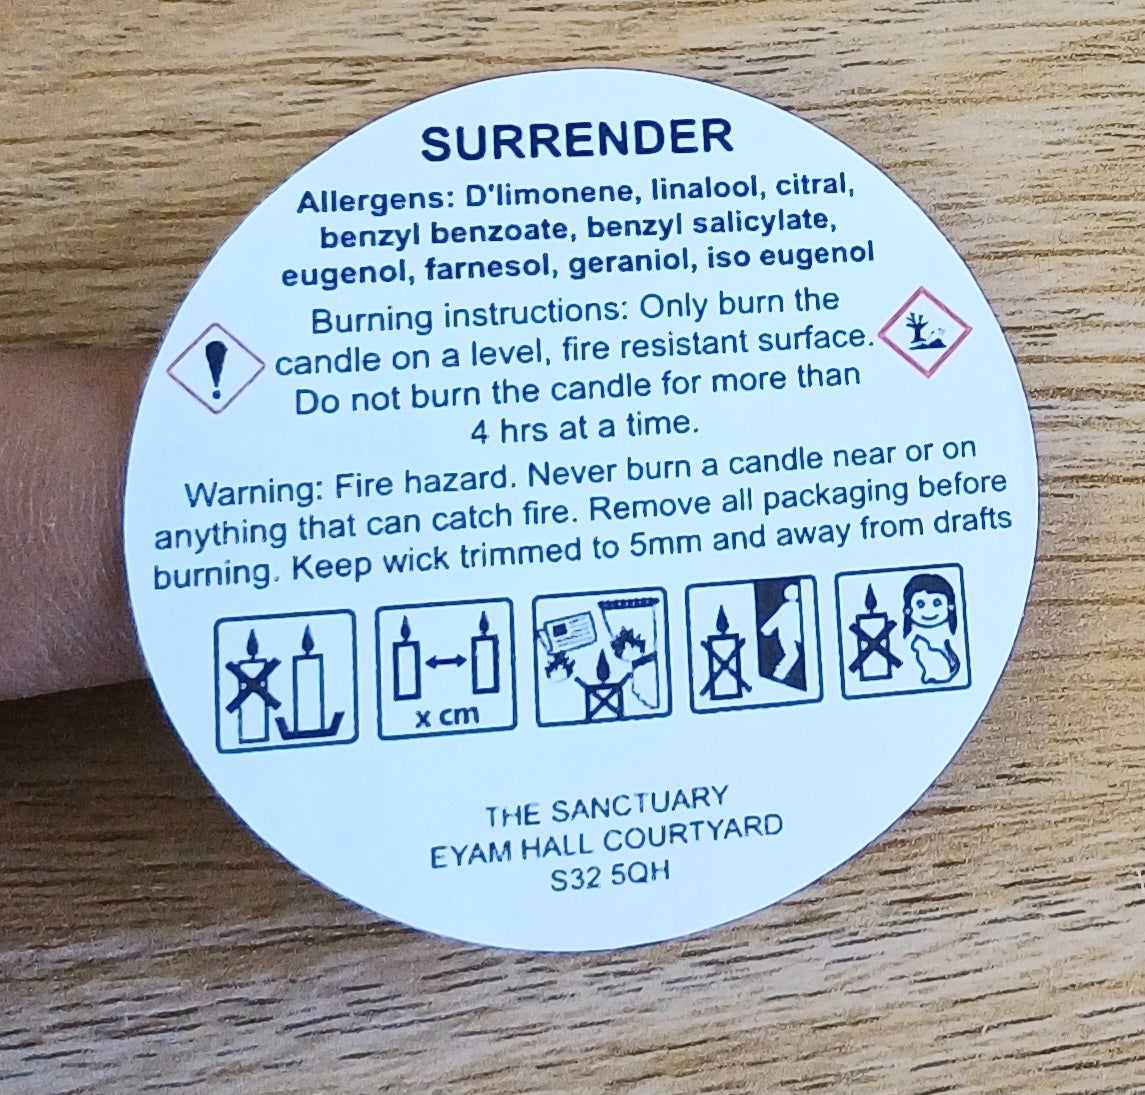 SURRENDER
Allergens: D'limonene, linalool, citral,
benzyl benzoate, benzyl salicylate,
eugenol, farnesol, geraniol, iso eugenol
Burning instructions: Only burn the
candle on a level, fire resistant surface.
Do not burn the candle for more than
4 hrs at a time.
Warning: Fire hazard. Never burn a candle near or on
anything that can catch fire. Remove all packaging before
burning. Keep wick trimmed to 5mm and away from drafts
x cm
THE SANCTUARY
EYAM HALL COURTYARD
S32 5QH